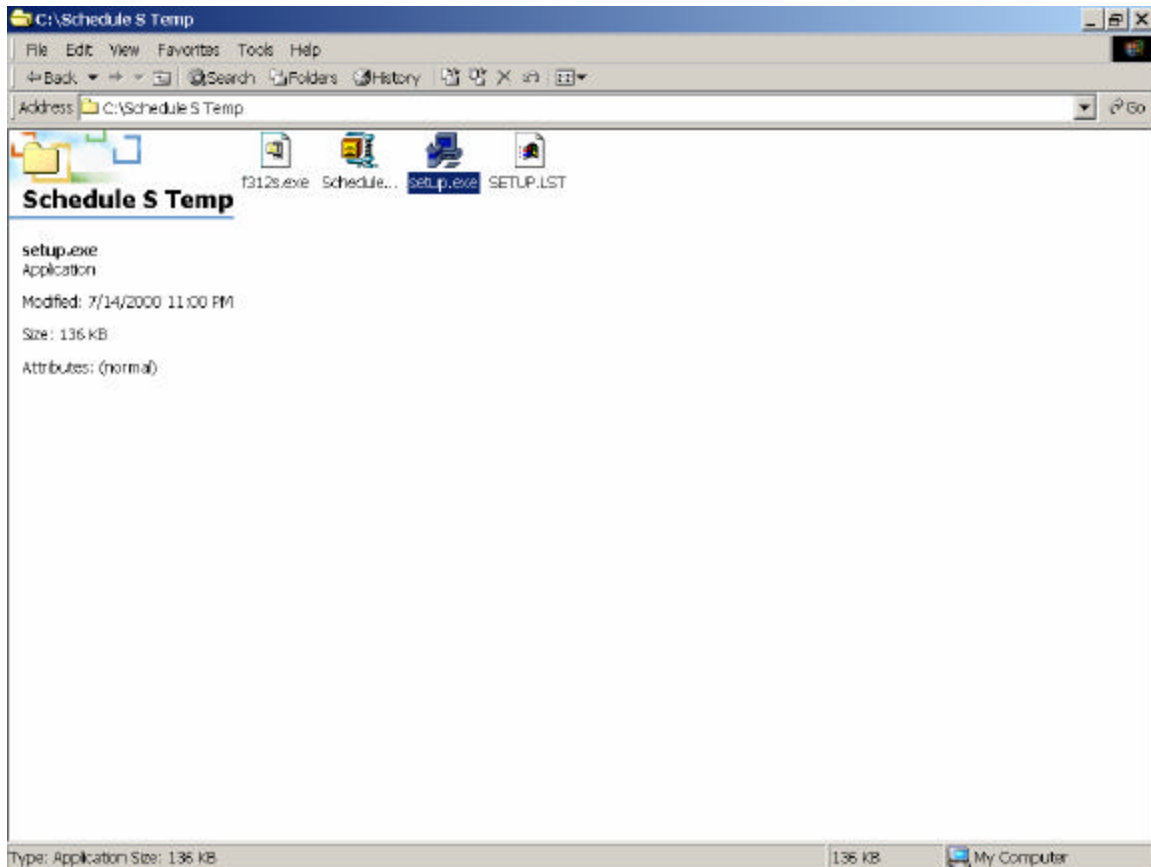 C:\Schedule S Temp
File Edit View Favorites Tools Help
Back Search Folders History
Address C:\Schedule S Temp Go
f312s.exe Schedule... setup.exe SETUP.LST
Schedule S Temp
setup.exe
Application
Modified: 7/14/2000 11:00 PM
Size: 136 KB
Attributes: (normal)
Type: Application Size: 136 KB 136 KB My Computer